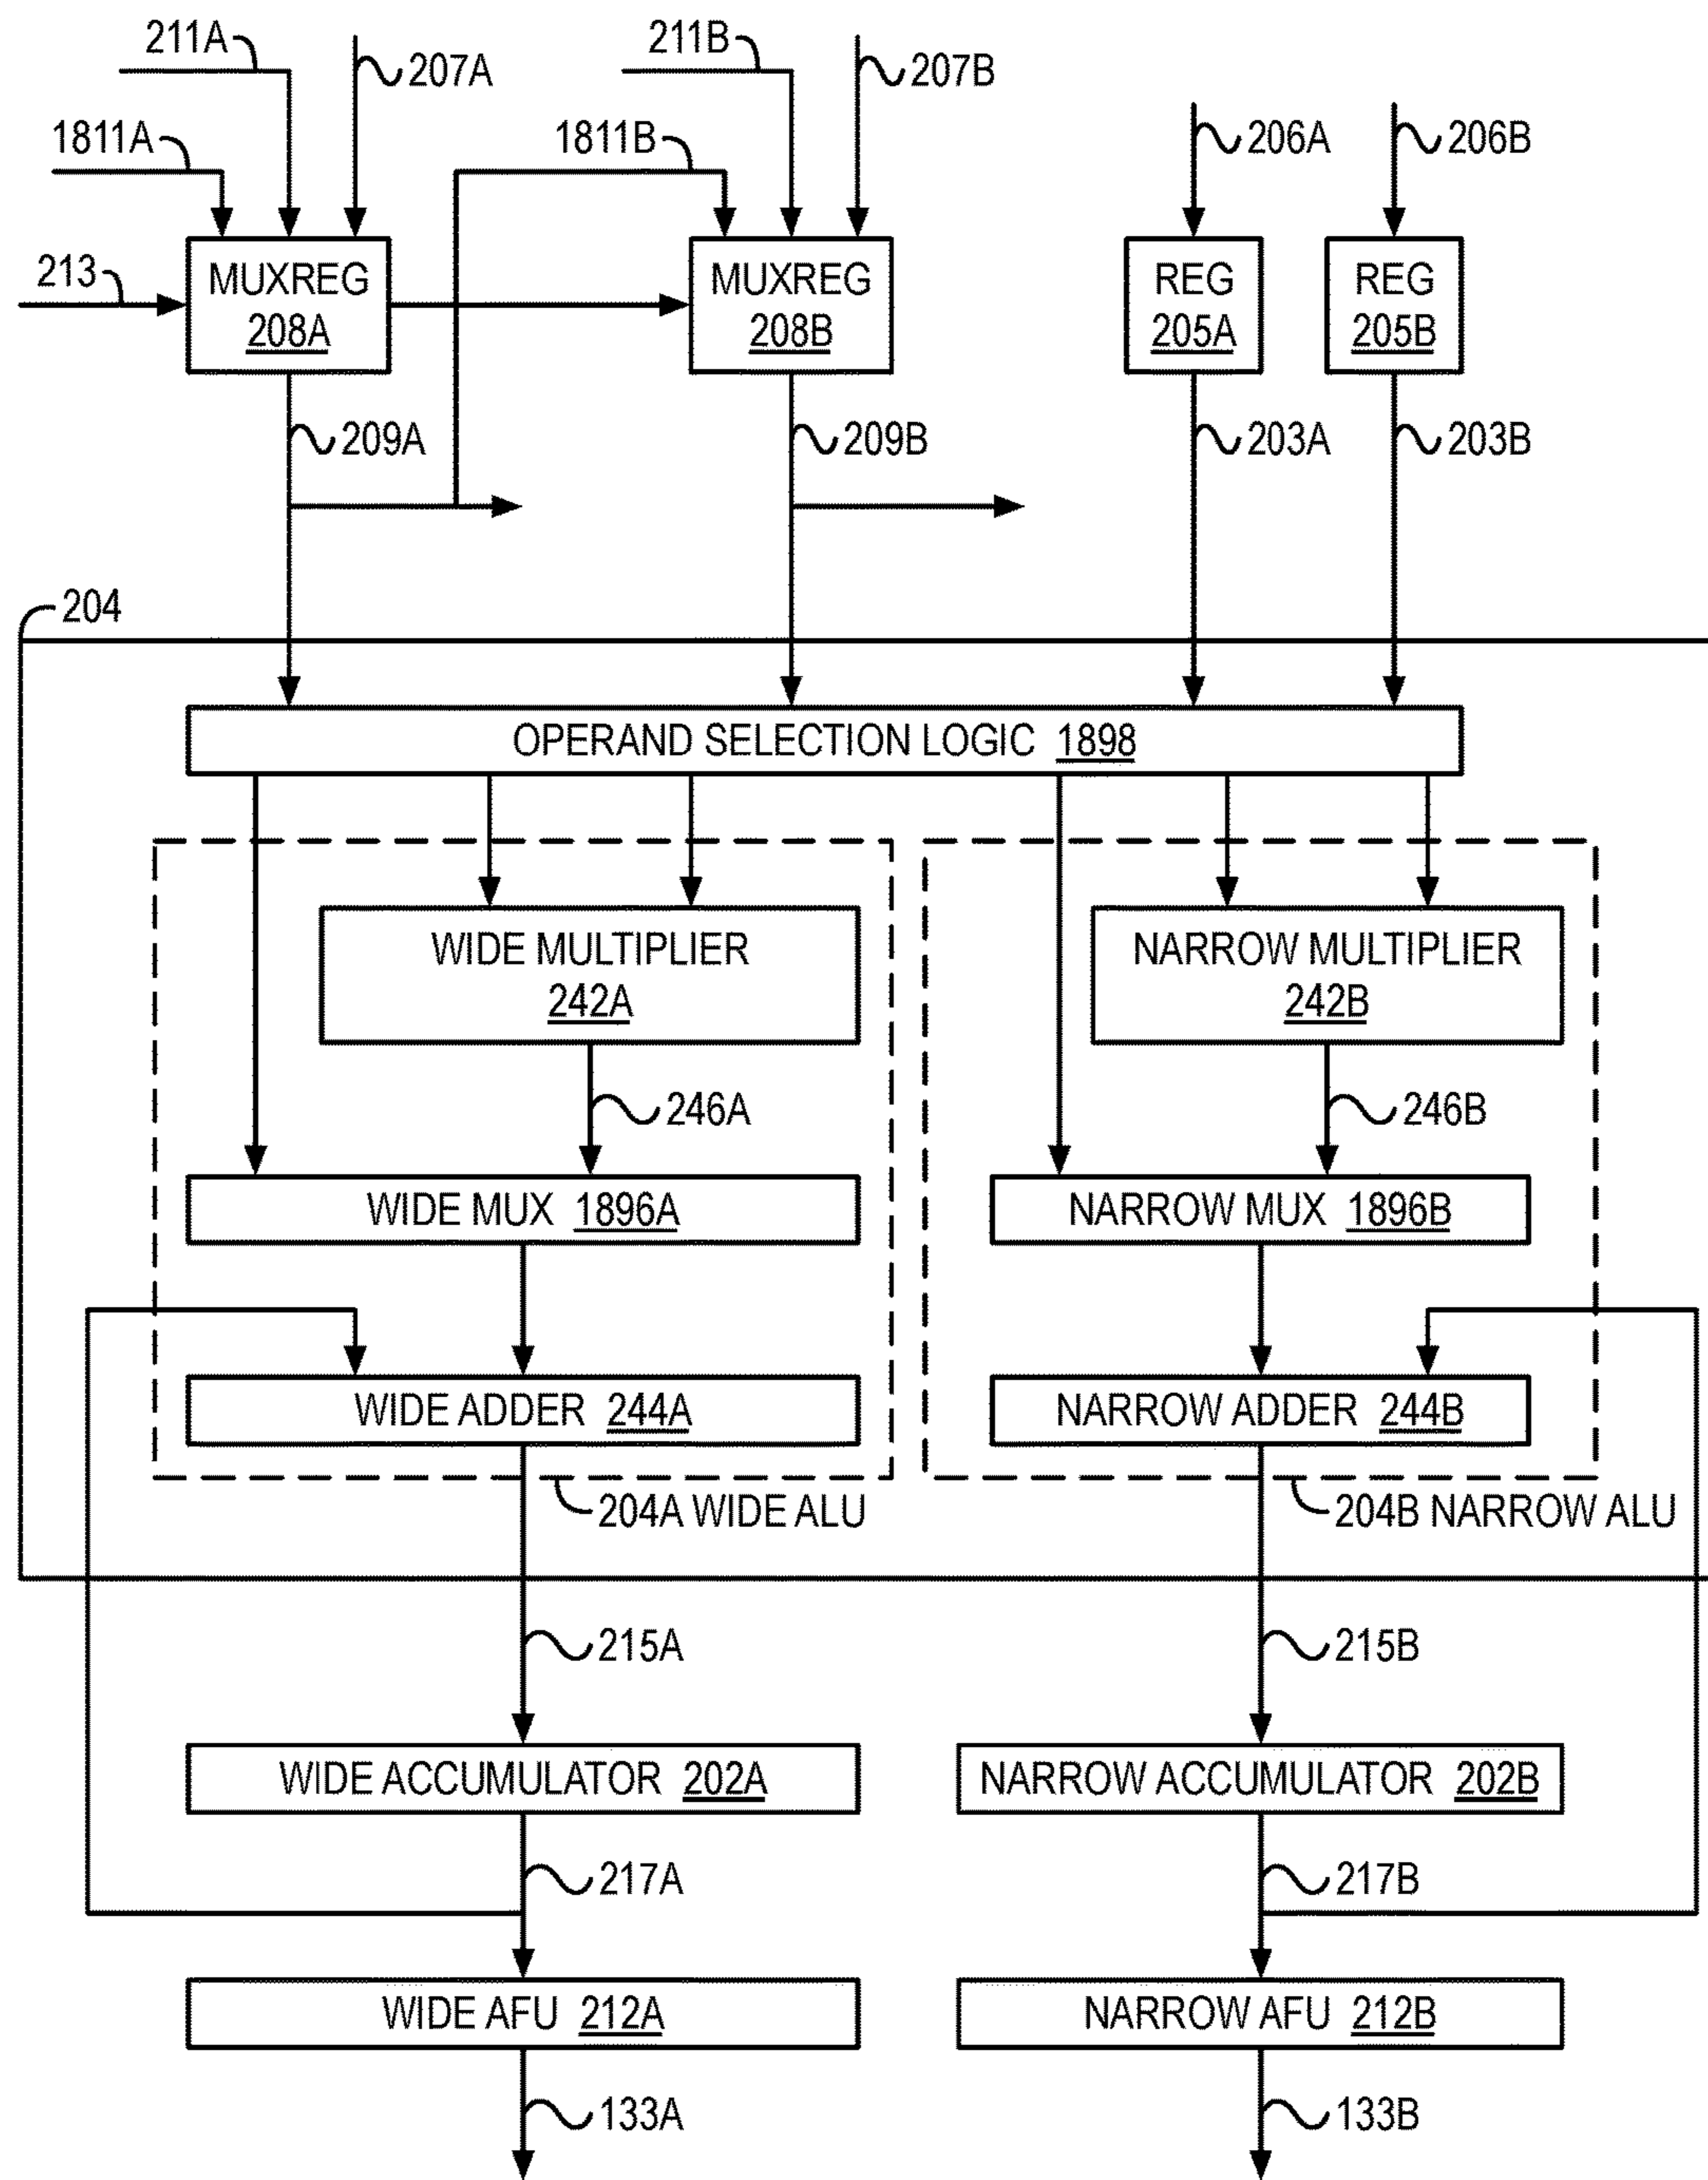 211A
207A
211B
207B
1811A
1811B
206A
206B
213
MUXREG
208A
MUXREG
208B
REG
205A
REG
205B
209A
209B
203A
203B
204
OPERAND SELECTION LOGIC 1898
WIDE MULTIPLIER
242A
NARROW MULTIPLIER
242B
246A
246B
WIDE MUX 1896A
NARROW MUX 1896B
WIDE ADDER 244A
NARROW ADDER 244B
204A WIDE ALU
204B NARROW ALU
215A
215B
WIDE ACCUMULATOR 202A
NARROW ACCUMULATOR 202B
217A
217B
WIDE AFU 212A
NARROW AFU 212B
133A
133B